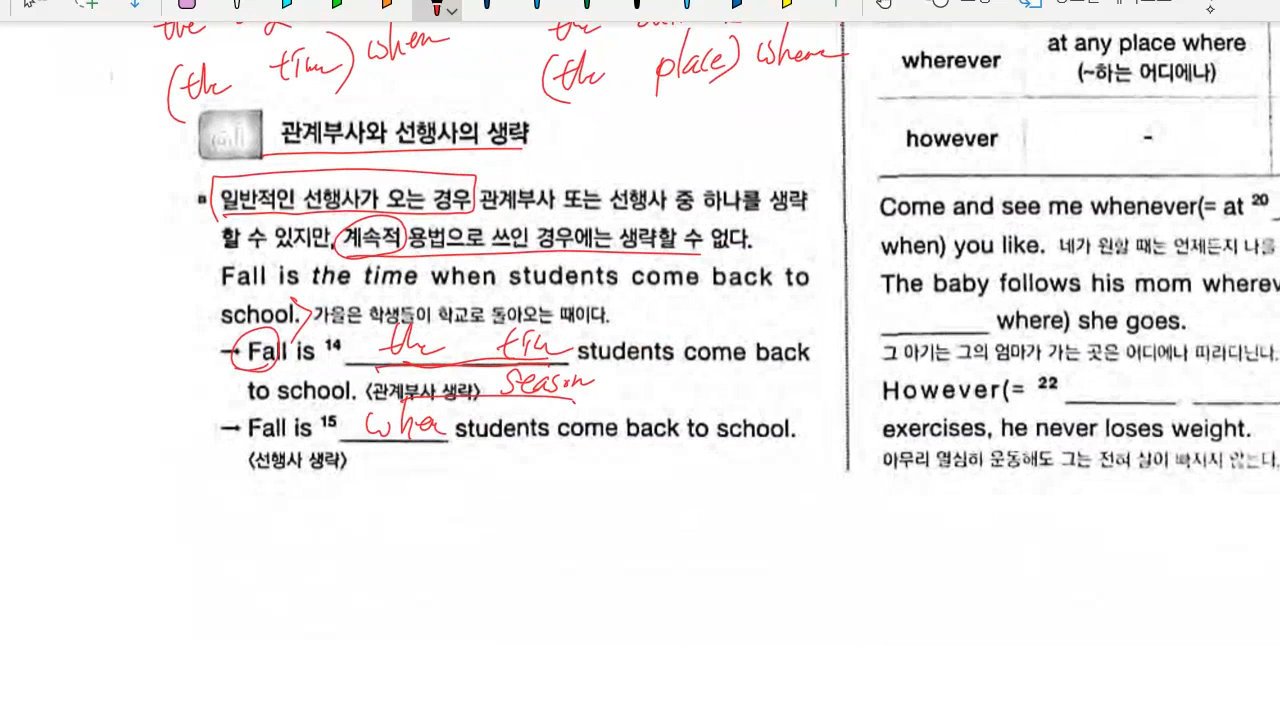 (the time) when
(the place) where
관계부사와 선행사의 생략
일반적인 선행사가 오는 경우 관계부사 또는 선행사 중 하나를 생략
할 수 있지만, 계속적 용법으로 쓰인 경우에는 생략할 수 없다.
Fall is the time when students come back to
school. 가을은 학생들이 학교로 돌아오는 때이다.
→ Fall is 14 the time students come back
to school. <관계부사 생략> season
→ Fall is 15 when students come back to school.
<선행사 생략>
wherever
at any place where
(~하는 어디에나)
however
-
Come and see me whenever(= at 20
when) you like. 네가 원할 때는 언제든지 나를
The baby follows his mom wherev
where) she goes.
그 아기는 그의 엄마가 가는 곳은 어디에나 따라다닌다.
However(= 22
exercises, he never loses weight.
아무리 열심히 운동해도 그는 전혀 살이 빠지지 않는다.